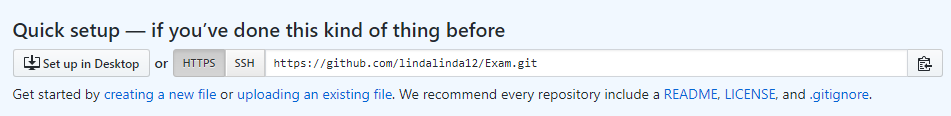 Quick setup — if you’ve done this kind of thing before
Set up in Desktop or HTTPS SSH https://github.com/lindalinda12/Exam.git
Get started by creating a new file or uploading an existing file. We recommend every repository include a README, LICENSE, and .gitignore.